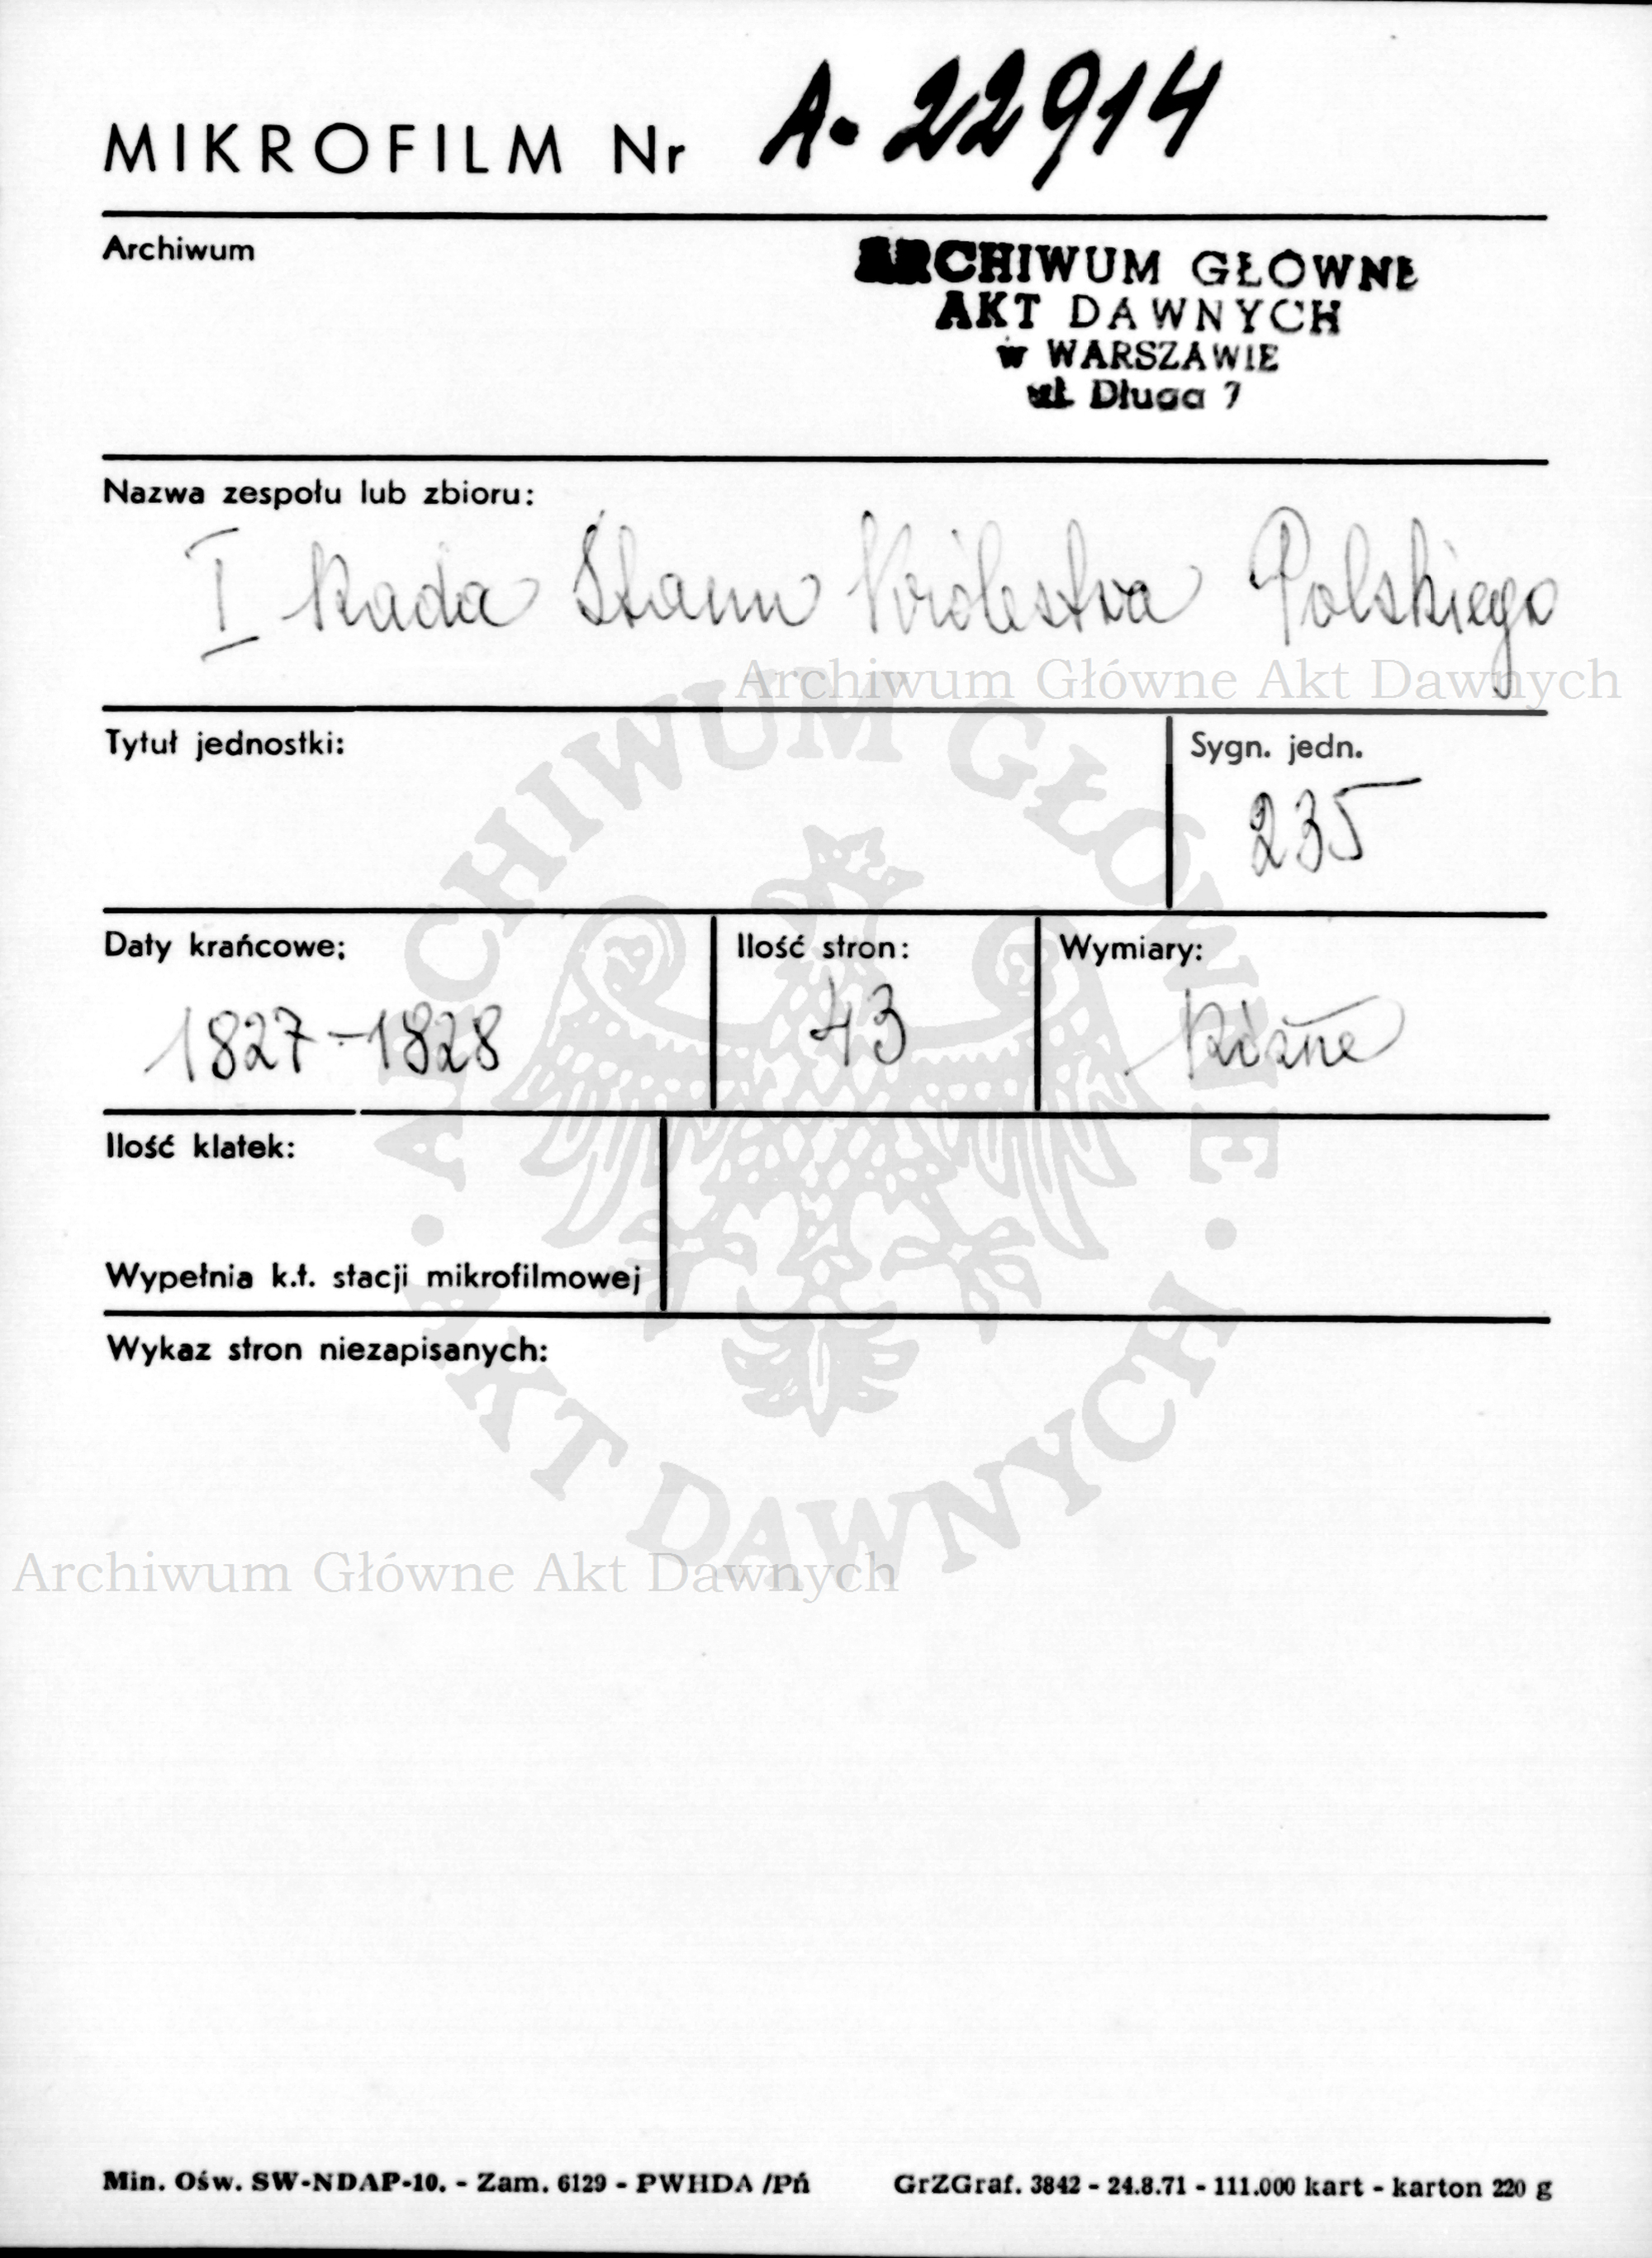 MIKROFILM Nr A-22914
Archiwum
ARCHIWUM GŁÓWNE
AKT DAWNYCH
w WARSZAWIE
ul. Długa 7
Nazwa zespołu lub zbioru:
I Rada Stanu Królestwa Polskiego
Archiwum Główne Akt Dawnych
Tytuł jednostki:
Sygn. jedn.
235
Daty krańcowe:
1827-1828
Ilość stron:
43
Wymiary:
Różne
Ilość klatek:
Wypełnia k.t. stacji mikrofilmowej
Wykaz stron niezapisanych:
ARCHIWUM GŁÓWNE
· AKT DAWNYCH ·
Archiwum Główne Akt Dawnych
Min. Ośw. SW-NDAP-10. - Zam. 6129 - PWHDA /Pń
GrZGraf. 3842 - 24.8.71 - 111.000 kart - karton 220 g